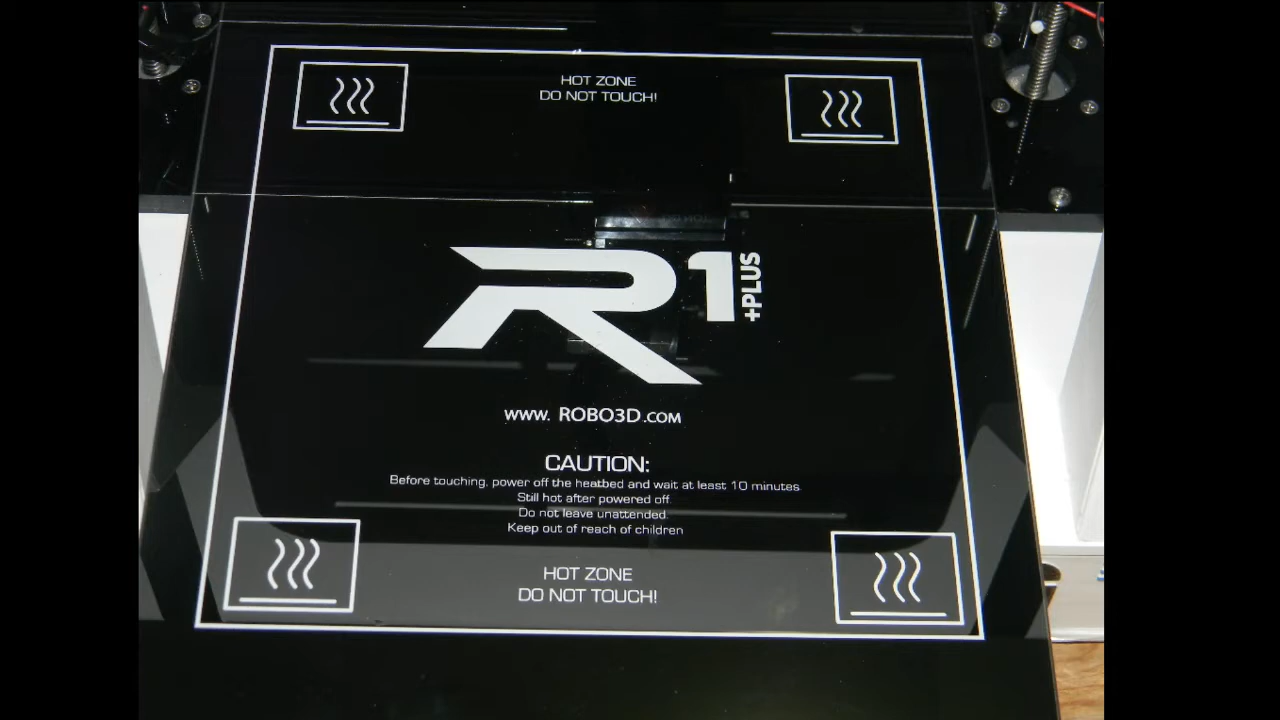 HOT ZONE
DO NOT TOUCH!
R1 +PLUS
WWW. ROBO3D.COM
CAUTION:
Before touching, power off the heatbed and wait at least 10 minutes.
Still hot after powered off.
Do not leave unattended.
Keep out of reach of children
HOT ZONE
DO NOT TOUCH!